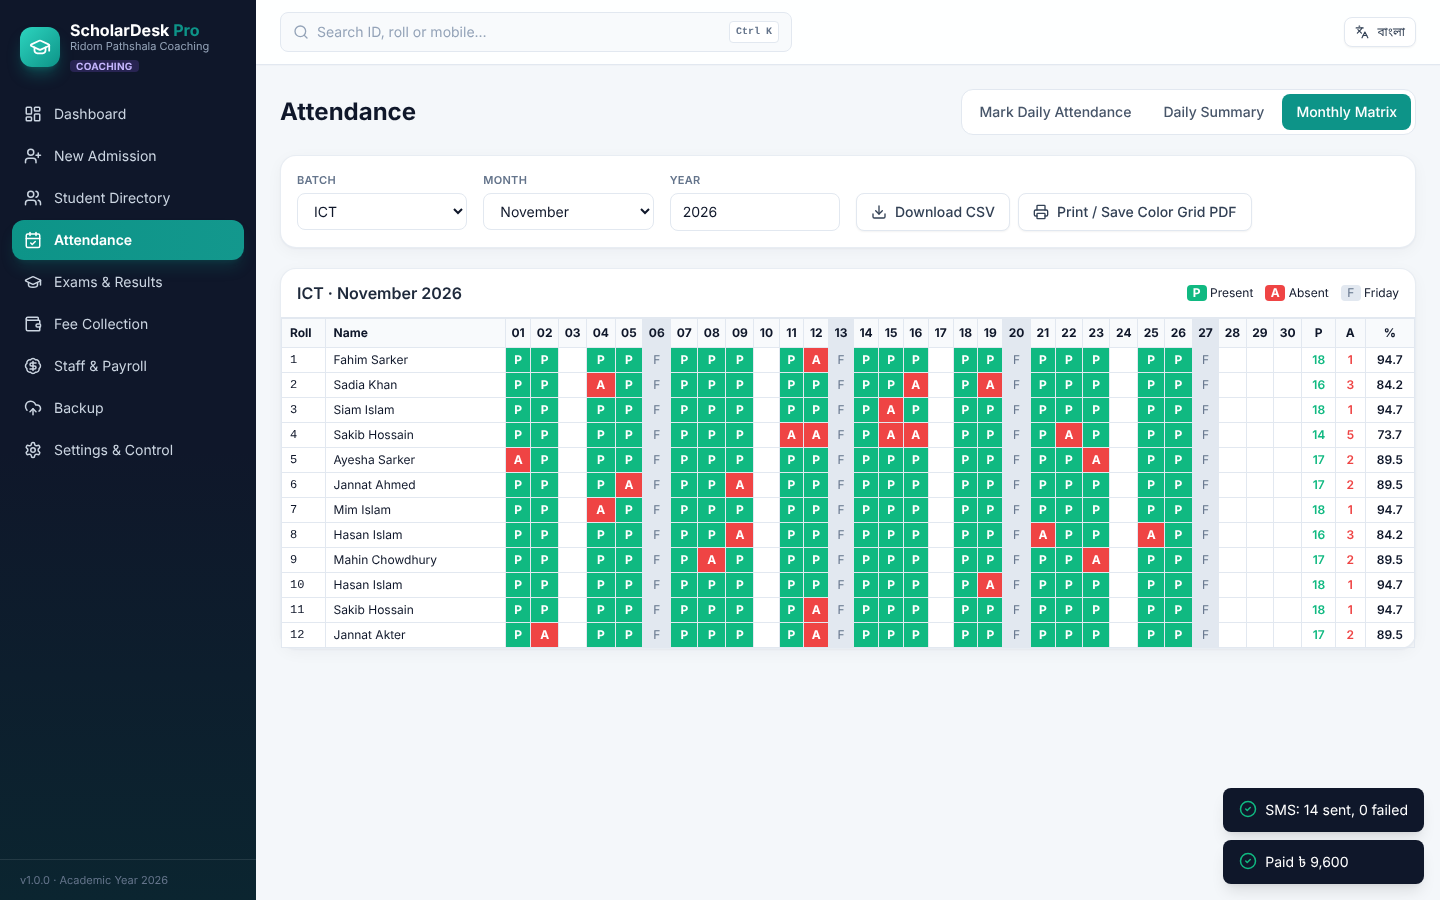 ScholarDesk Pro
Ridom Pathshala Coaching
COACHING
Dashboard
New Admission
Student Directory
Attendance
Exams & Results
Fee Collection
Staff & Payroll
Backup
Settings & Control
v1.0.0 · Academic Year 2026
Search ID, roll or mobile...
Ctrl K
বাংলা
Attendance
Mark Daily Attendance
Daily Summary
Monthly Matrix
BATCH
MONTH
YEAR
ICT
November
2026
Download CSV
Print / Save Color Grid PDF
ICT · November 2026
P Present A Absent F Friday
Roll Name 01 02 03 04 05 06 07 08 09 10 11 12 13 14 15 16 17 18 19 20 21 22 23 24 25 26 27 28 29 30 P A %
1 Fahim Sarker P P P P F P P P P A F P P P P P F P P P P P F 18 1 94.7
2 Sadia Khan P P A P F P P P P P F P P A P A F P P P P P F 16 3 84.2
3 Siam Islam P P P P F P P P P P F P A P P P F P P P P P F 18 1 94.7
4 Sakib Hossain P P P P F P P P A A F P A A P P F P A P P P F 14 5 73.7
5 Ayesha Sarker A P P P F P P P P P F P P P P P F P P A P P F 17 2 89.5
6 Jannat Ahmed P P P A F P P A P P F P P P P P F P P P P P F 17 2 89.5
7 Mim Islam P P A P F P P P P P F P P P P P F P P P P P F 18 1 94.7
8 Hasan Islam P P P P F P P A P P F P P P P P F A P P A P F 16 3 84.2
9 Mahin Chowdhury P P P P F P A P P P F P P P P P F P P A P P F 17 2 89.5
10 Hasan Islam P P P P F P P P P P F P P P P A F P P P P P F 18 1 94.7
11 Sakib Hossain P P P P F P P P P A F P P P P P F P P P P P F 18 1 94.7
12 Jannat Akter P A P P F P P P P A F P P P P P F P P P P P F 17 2 89.5
SMS: 14 sent, 0 failed
Paid ৳ 9,600